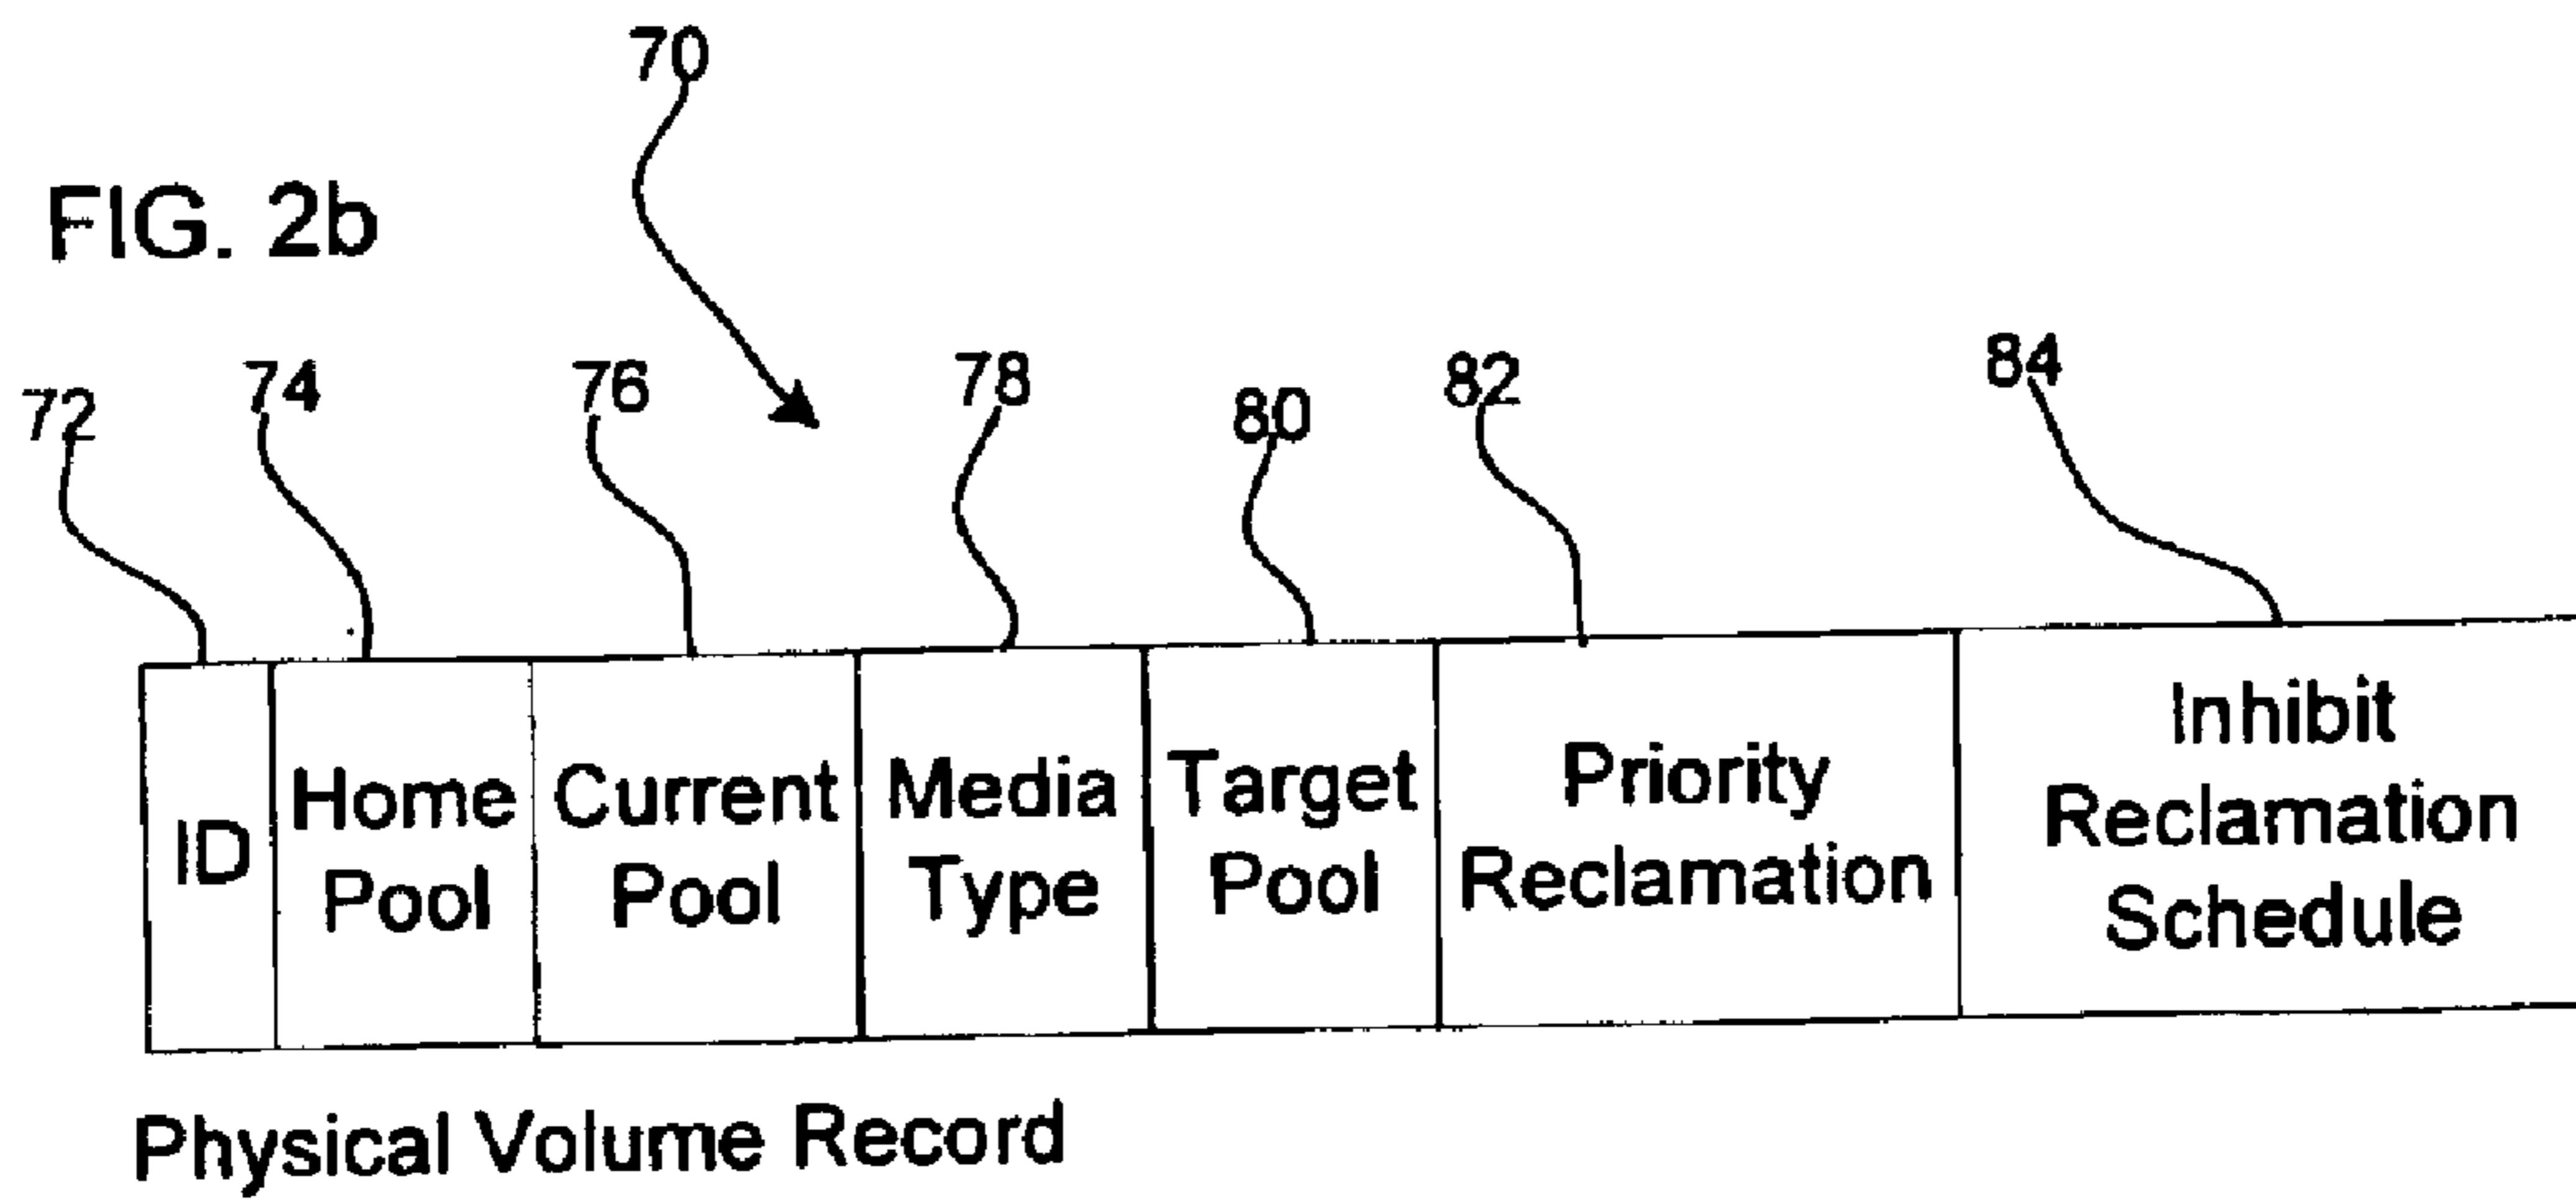 70
FIG. 2b
72
74
76
78
80
82
84
ID
Home
Pool
Current
Pool
Media
Type
Target
Pool
Priority
Reclamation
Inhibit
Reclamation
Schedule
Physical Volume Record